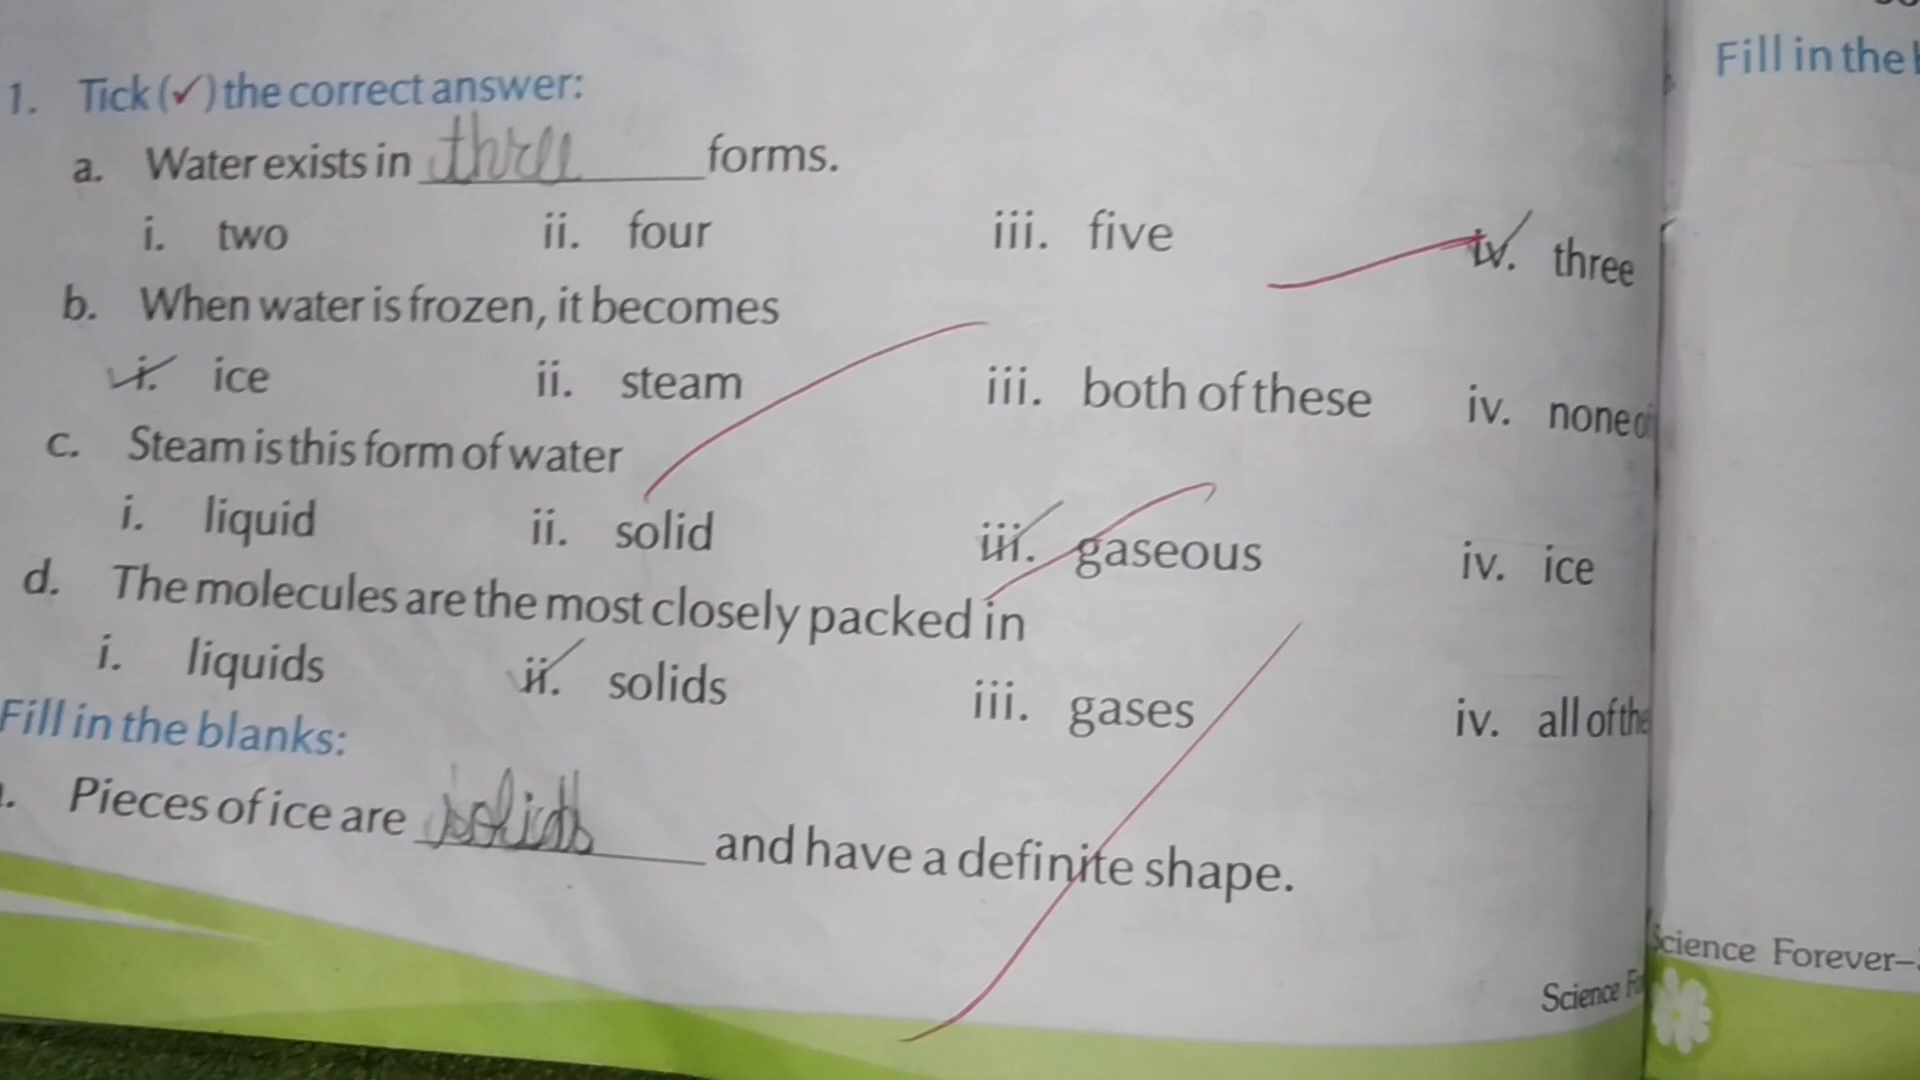 1. Tick (✓) the correct answer:
a. Water exists in three forms.
i. two ii. four iii. five iv. three
b. When water is frozen, it becomes
i. ice ii. steam iii. both of these iv. none
c. Steam is this form of water
i. liquid ii. solid iii. gaseous iv. ice
d. The molecules are the most closely packed in
i. liquids ii. solids iii. gases iv. all of
Fill in the blanks:
Pieces of ice are solids and have a definite shape.
Science
Fill in the
Science Forever–